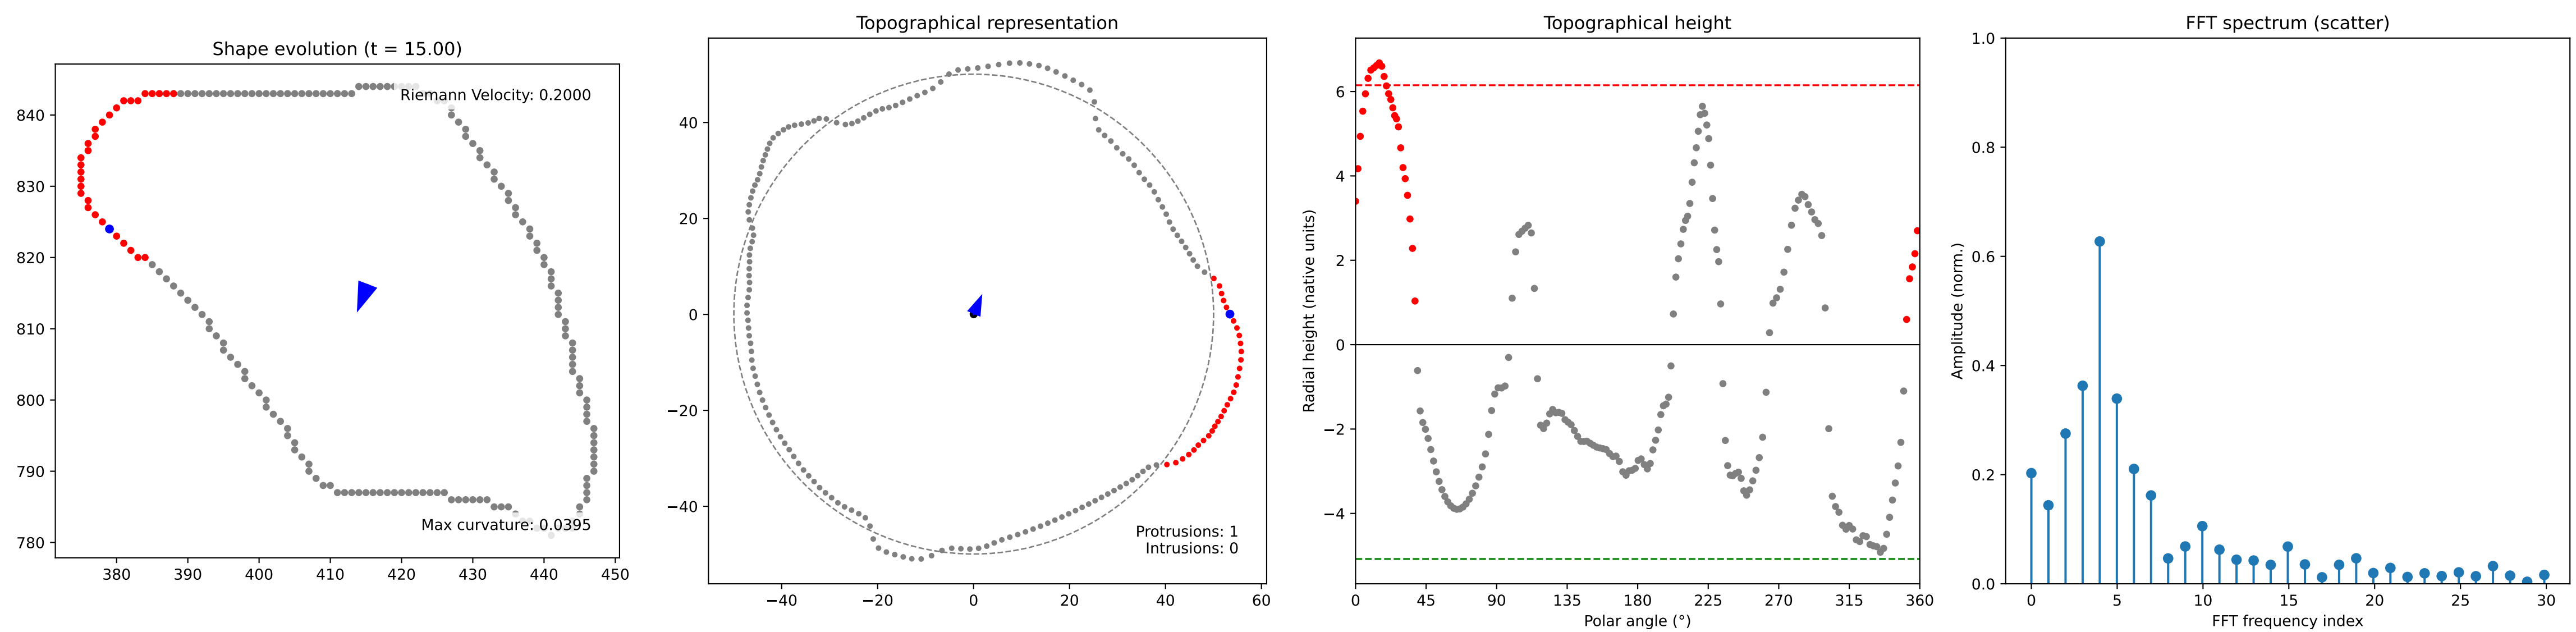 Shape evolution (t = 15.00)
Riemann Velocity: 0.2000
Max curvature: 0.0395
840
830
820
810
800
790
780
380 390 400 410 420 430 440 450
Topographical representation
40
20
0
−20
−40
−40 −20 0 20 40 60
Protrusions: 1
Intrusions: 0
Topographical height
Radial height (native units)
6
4
2
0
−2
−4
0 45 90 135 180 225 270 315 360
Polar angle (°)
FFT spectrum (scatter)
Amplitude (norm.)
1.0
0.8
0.6
0.4
0.2
0.0
0 5 10 15 20 25 30
FFT frequency index